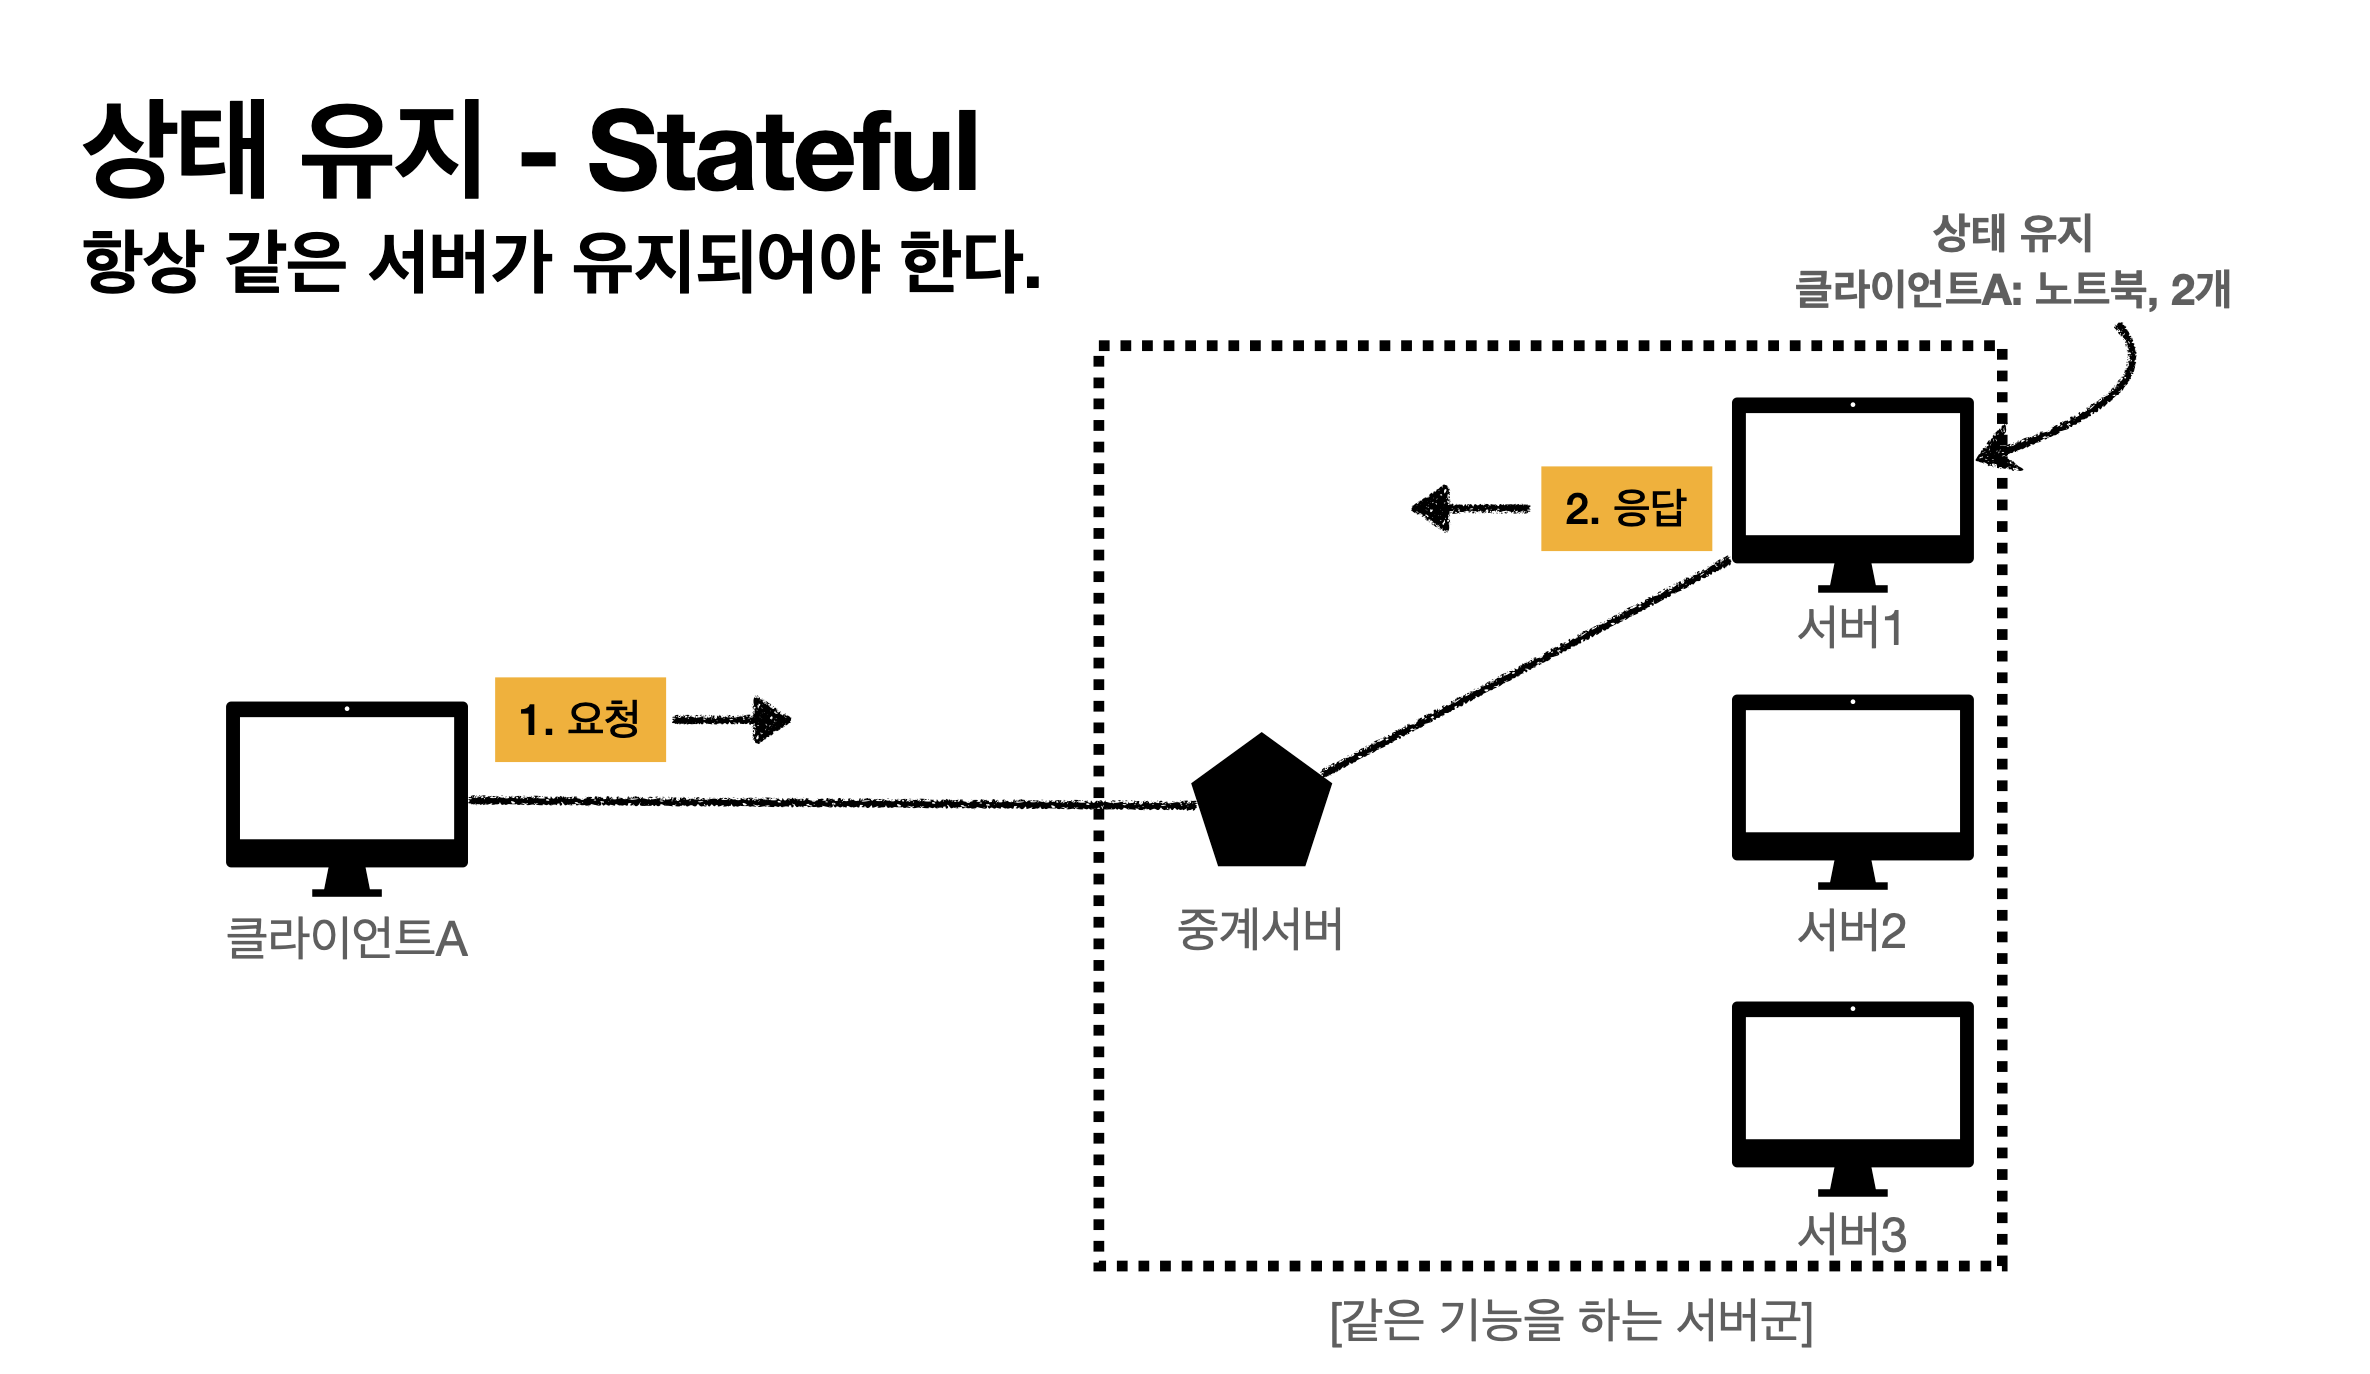 상태 유지 - Stateful
항상 같은 서버가 유지되어야 한다.
상태 유지
클라이언트A: 노트북, 2개
2. 응답
서버1
1. 요청
클라이언트A
중계서버
서버2
서버3
[같은 기능을 하는 서버군]